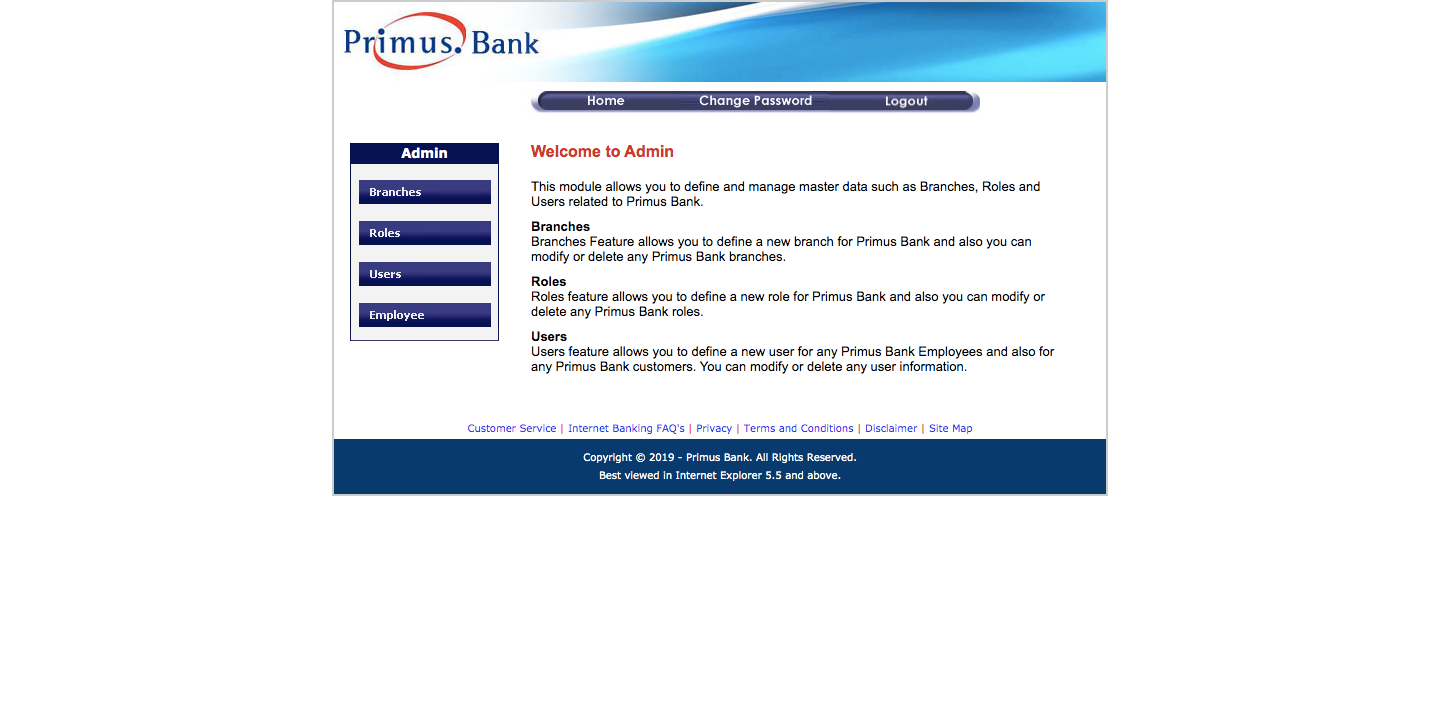 Primus. Bank
Home Change Password Logout
Admin
Branches
Roles
Users
Employee
Welcome to Admin
This module allows you to define and manage master data such as Branches, Roles and
Users related to Primus Bank.
Branches
Branches Feature allows you to define a new branch for Primus Bank and also you can
modify or delete any Primus Bank branches.
Roles
Roles feature allows you to define a new role for Primus Bank and also you can modify or
delete any Primus Bank roles.
Users
Users feature allows you to define a new user for any Primus Bank Employees and also for
any Primus Bank customers. You can modify or delete any user information.
Customer Service | Internet Banking FAQ's | Privacy | Terms and Conditions | Disclaimer | Site Map
Copyright © 2019 - Primus Bank. All Rights Reserved.
Best viewed in Internet Explorer 5.5 and above.